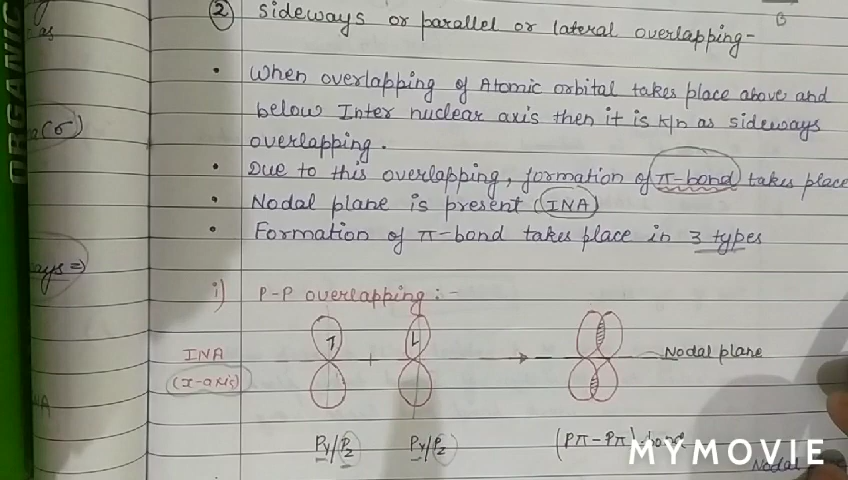 ② sideways or parallel or lateral overlapping-
• When overlapping of Atomic orbital takes place above and
below Inter nuclear axis then it is k/n as sideways
overlapping.
• Due to this overlapping, formation of π-bond takes place
• Nodal plane is present (INA)
• Formation of π-bond takes place in 3 types
i) P-P overlapping:-
INA
(x-axis)
+
Nodal plane
Py/Pz
Py/Pz
(Pπ-Pπ)-bond
MYMOVIE
Nodal
ORGANIC
(σ)